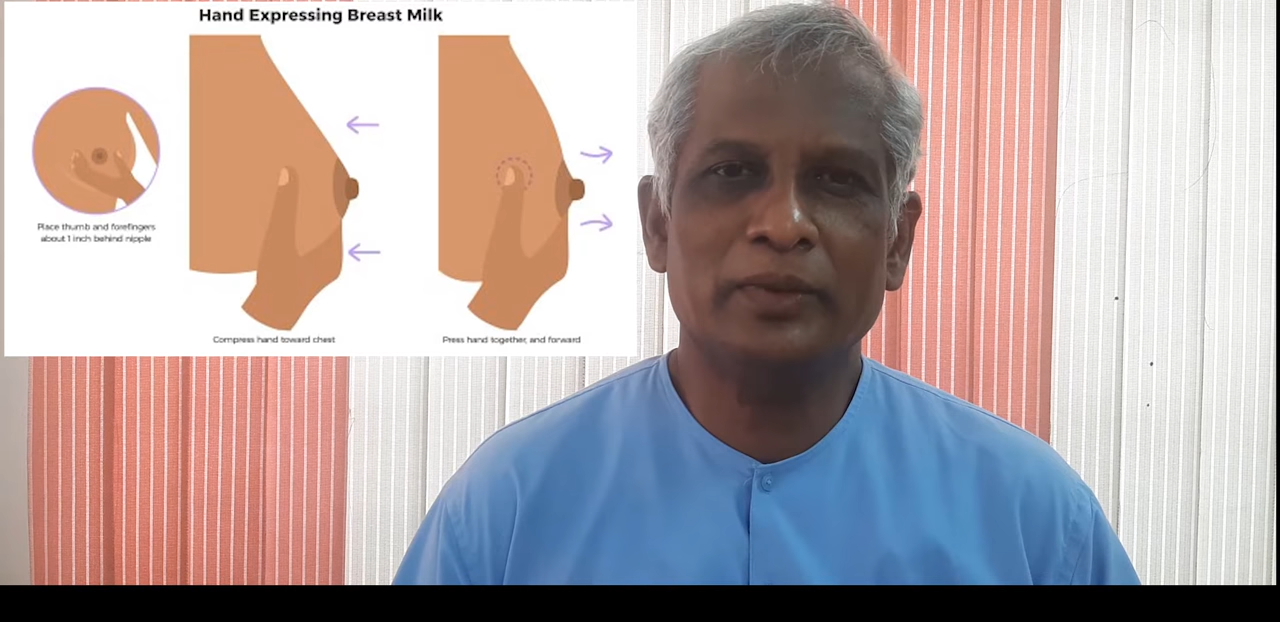 Hand Expressing Breast Milk
Place thumb and forefingers
about 1 inch behind nipple
Compress hand toward chest
Press hand together, and forward